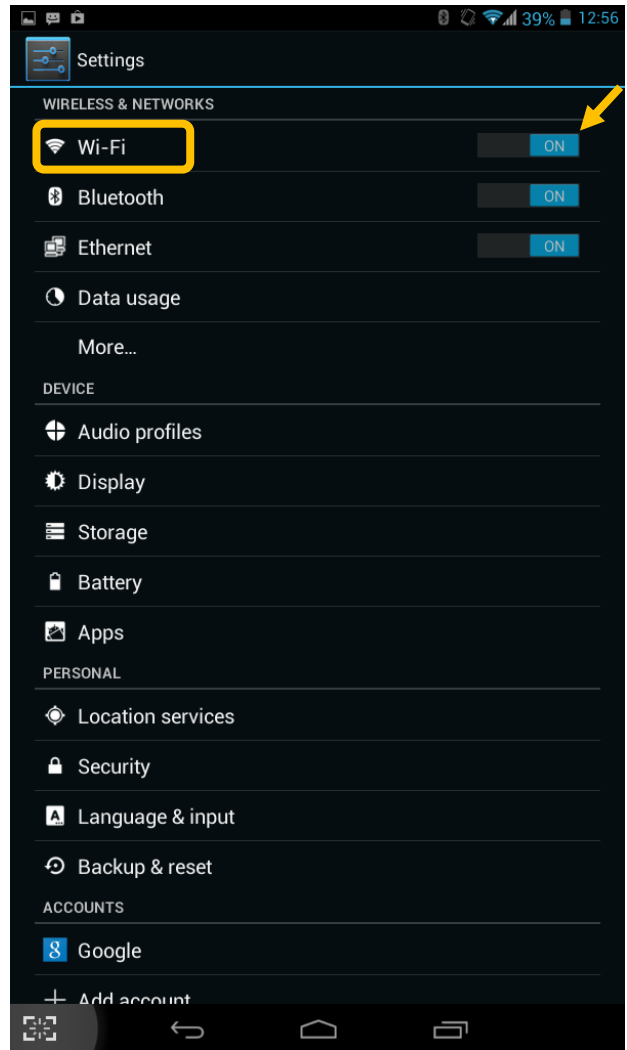 39% 12:56
Settings
WIRELESS & NETWORKS
Wi-Fi ON
Bluetooth ON
Ethernet ON
Data usage
More...
DEVICE
Audio profiles
Display
Storage
Battery
Apps
PERSONAL
Location services
Security
A Language & input
Backup & reset
ACCOUNTS
8 Google
Add account